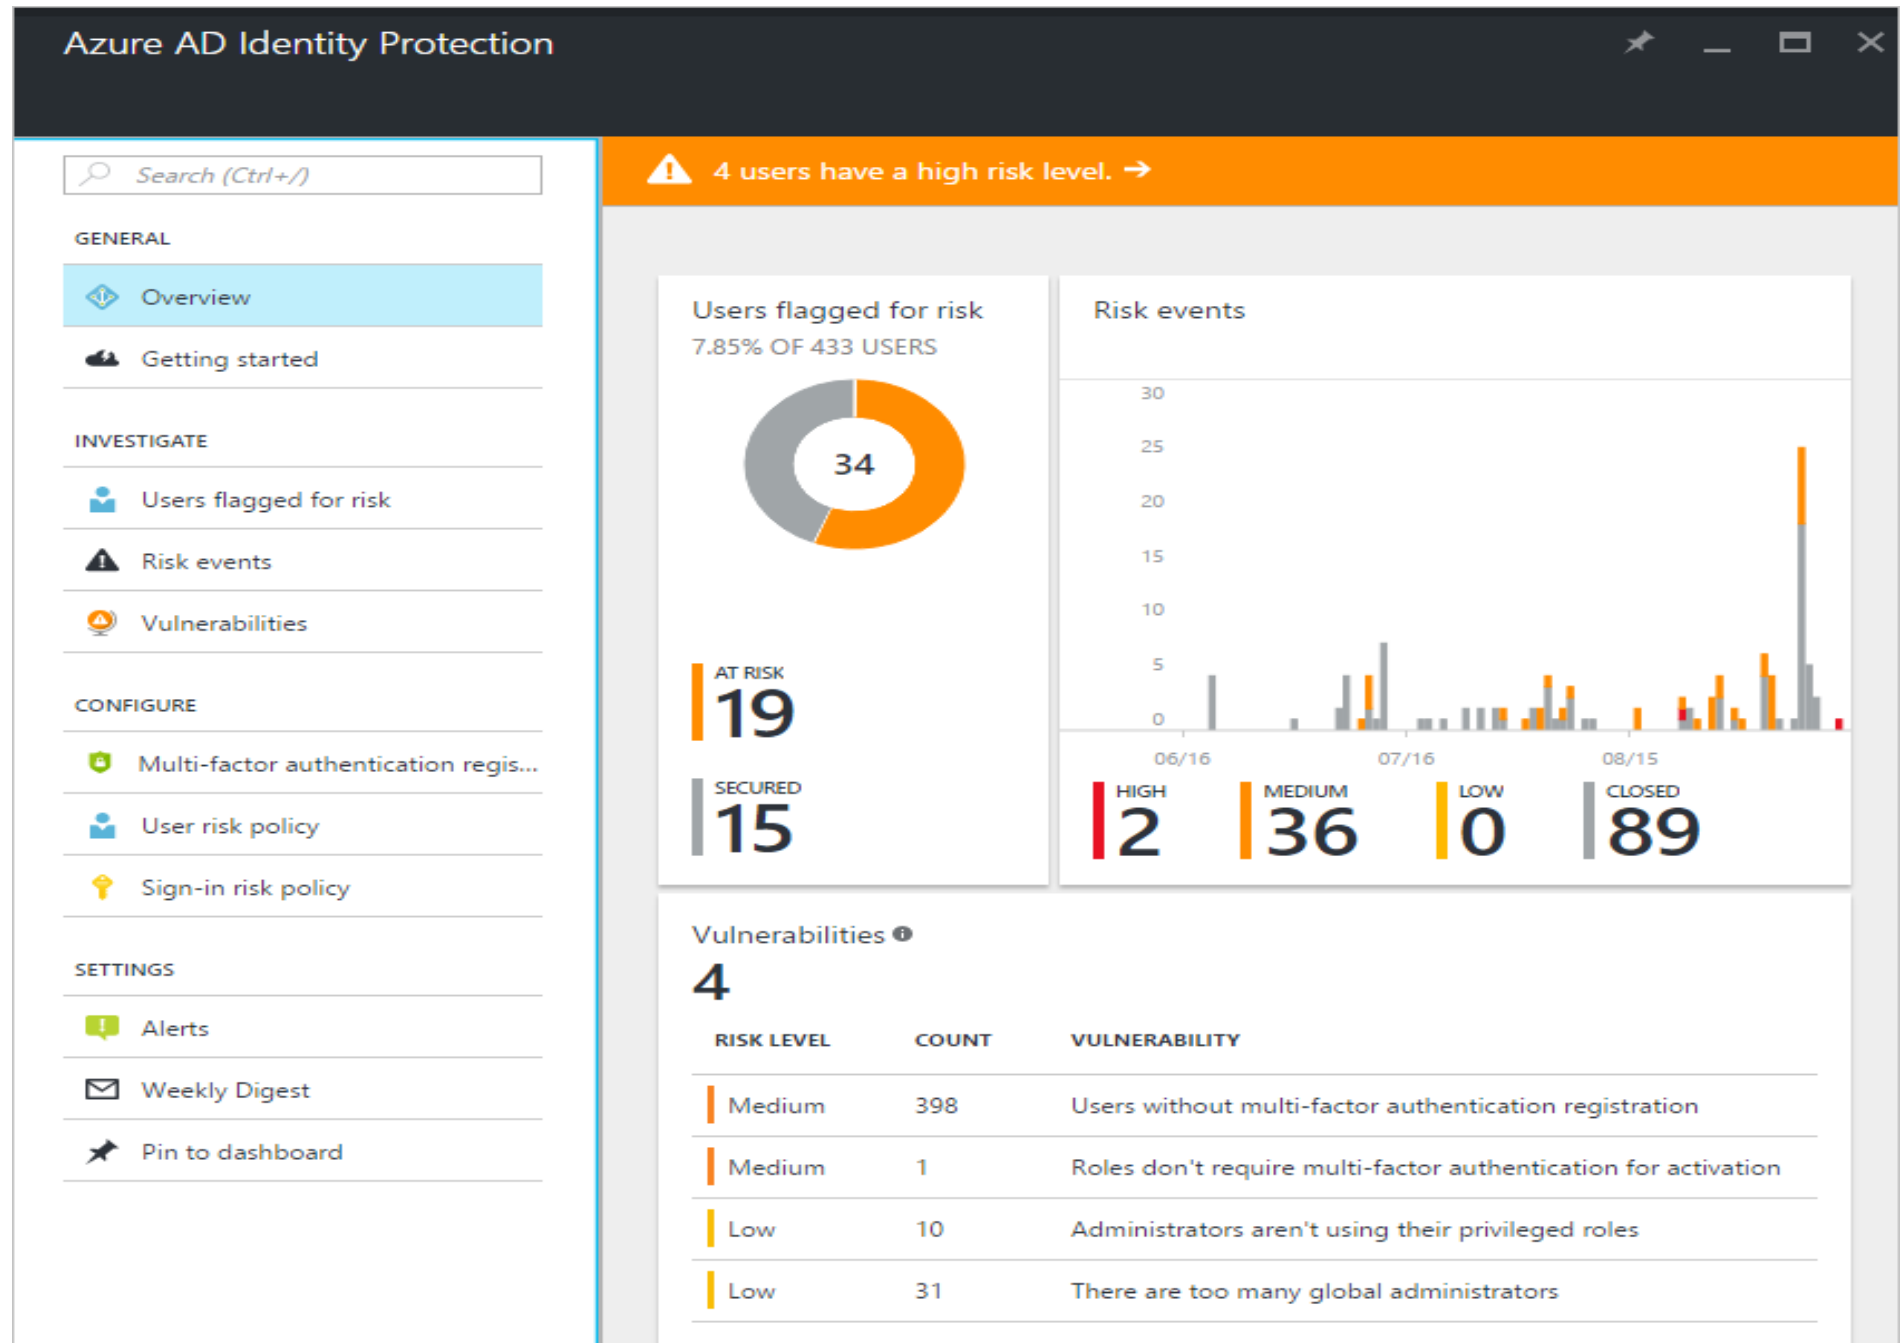 Azure AD Identity Protection
Search (Ctrl+/)
GENERAL
Overview
Getting started
INVESTIGATE
Users flagged for risk
Risk events
Vulnerabilities
CONFIGURE
Multi-factor authentication regis...
User risk policy
Sign-in risk policy
SETTINGS
Alerts
Weekly Digest
Pin to dashboard
4 users have a high risk level. →
Users flagged for risk
7.85% OF 433 USERS
34
AT RISK
19
SECURED
15
Risk events
30
25
20
15
10
5
0
06/16 07/16 08/15
HIGH MEDIUM LOW CLOSED
2 36 0 89
Vulnerabilities
4
RISK LEVEL COUNT VULNERABILITY
Medium 398 Users without multi-factor authentication registration
Medium 1 Roles don't require multi-factor authentication for activation
Low 10 Administrators aren't using their privileged roles
Low 31 There are too many global administrators